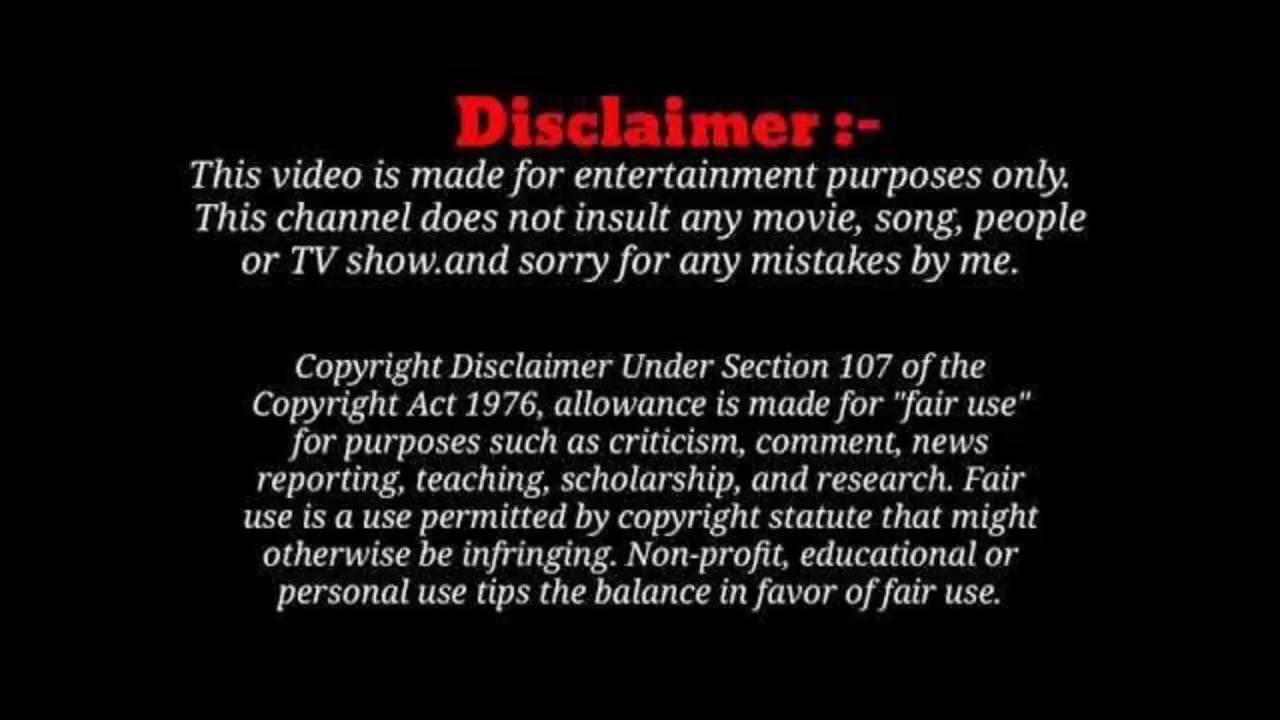 Disclaimer :-
This video is made for entertainment purposes only.
This channel does not insult any movie, song, people
or TV show.and sorry for any mistakes by me.
Copyright Disclaimer Under Section 107 of the
Copyright Act 1976, allowance is made for "fair use"
for purposes such as criticism, comment, news
reporting, teaching, scholarship, and research. Fair
use is a use permitted by copyright statute that might
otherwise be infringing. Non-profit, educational or
personal use tips the balance in favor of fair use.